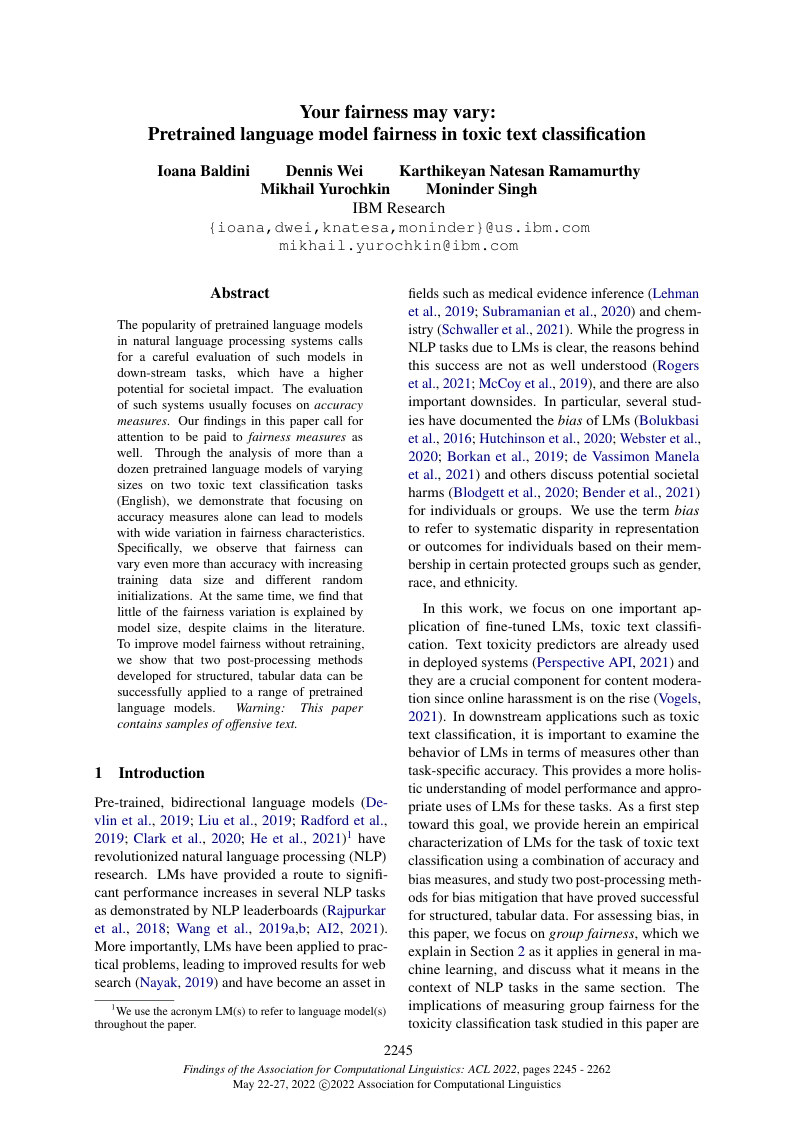 Your fairness may vary:
Pretrained language model fairness in toxic text classification
Ioana Baldini Dennis Wei Karthikeyan Natesan Ramamurthy
Mikhail Yurochkin Moninder Singh
IBM Research
{ioana,dwei,knatesa,moninder}@us.ibm.com
mikhail.yurochkin@ibm.com
Abstract
The popularity of pretrained language models
in natural language processing systems calls
for a careful evaluation of such models in
down-stream tasks, which have a higher
potential for societal impact. The evaluation
of such systems usually focuses on accuracy
measures. Our findings in this paper call for
attention to be paid to fairness measures as
well. Through the analysis of more than a
dozen pretrained language models of varying
sizes on two toxic text classification tasks
(English), we demonstrate that focusing on
accuracy measures alone can lead to models
with wide variation in fairness characteristics.
Specifically, we observe that fairness can
vary even more than accuracy with increasing
training data size and different random
initializations. At the same time, we find that
little of the fairness variation is explained by
model size, despite claims in the literature.
To improve model fairness without retraining,
we show that two post-processing methods
developed for structured, tabular data can be
successfully applied to a range of pretrained
language models. Warning: This paper
contains samples of offensive text.
1 Introduction
Pre-trained, bidirectional language models (De-
vlin et al., 2019; Liu et al., 2019; Radford et al.,
2019; Clark et al., 2020; He et al., 2021)1 have
revolutionized natural language processing (NLP)
research. LMs have provided a route to signifi-
cant performance increases in several NLP tasks
as demonstrated by NLP leaderboards (Rajpurkar
et al., 2018; Wang et al., 2019a,b; AI2, 2021).
More importantly, LMs have been applied to prac-
tical problems, leading to improved results for web
search (Nayak, 2019) and have become an asset in
1We use the acronym LM(s) to refer to language model(s)
throughout the paper.
fields such as medical evidence inference (Lehman
et al., 2019; Subramanian et al., 2020) and chem-
istry (Schwaller et al., 2021). While the progress in
NLP tasks due to LMs is clear, the reasons behind
this success are not as well understood (Rogers
et al., 2021; McCoy et al., 2019), and there are also
important downsides. In particular, several stud-
ies have documented the bias of LMs (Bolukbasi
et al., 2016; Hutchinson et al., 2020; Webster et al.,
2020; Borkan et al., 2019; de Vassimon Manela
et al., 2021) and others discuss potential societal
harms (Blodgett et al., 2020; Bender et al., 2021)
for individuals or groups. We use the term bias
to refer to systematic disparity in representation
or outcomes for individuals based on their mem-
bership in certain protected groups such as gender,
race, and ethnicity.
In this work, we focus on one important ap-
plication of fine-tuned LMs, toxic text classifi-
cation. Text toxicity predictors are already used
in deployed systems (Perspective API, 2021) and
they are a crucial component for content modera-
tion since online harassment is on the rise (Vogels,
2021). In downstream applications such as toxic
text classification, it is important to examine the
behavior of LMs in terms of measures other than
task-specific accuracy. This provides a more holis-
tic understanding of model performance and appro-
priate uses of LMs for these tasks. As a first step
toward this goal, we provide herein an empirical
characterization of LMs for the task of toxic text
classification using a combination of accuracy and
bias measures, and study two post-processing meth-
ods for bias mitigation that have proved successful
for structured, tabular data. For assessing bias, in
this paper, we focus on group fairness, which we
explain in Section 2 as it applies in general in ma-
chine learning, and discuss what it means in the
context of NLP tasks in the same section. The
implications of measuring group fairness for the
toxicity classification task studied in this paper are
2245
Findings of the Association for Computational Linguistics: ACL 2022, pages 2245 - 2262
May 22-27, 2022 ©2022 Association for Computational Linguistics